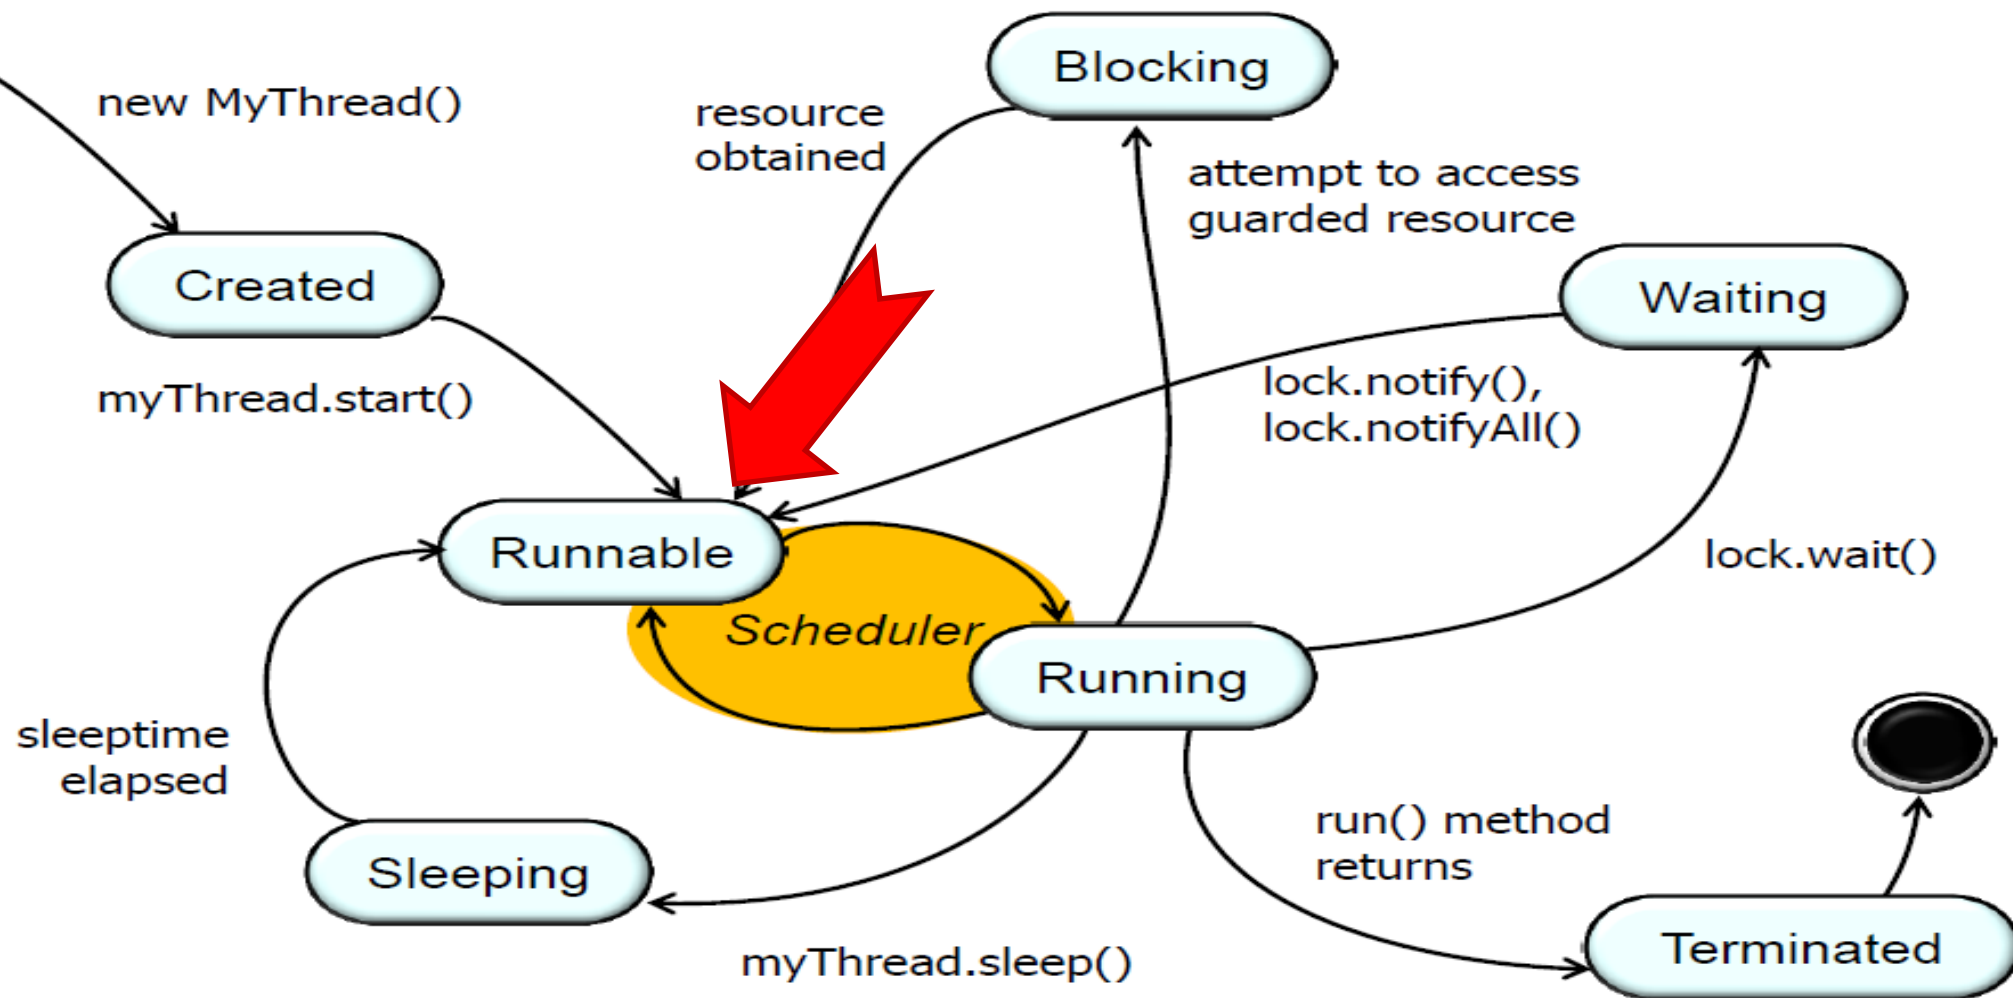 Blocking
new MyThread()
resource
obtained
attempt to access
guarded resource
Created
Waiting
myThread.start()
lock.notify(),
lock.notifyAll()
Runnable
lock.wait()
Scheduler
Running
sleeptime
elapsed
run() method
returns
Sleeping
Terminated
myThread.sleep()